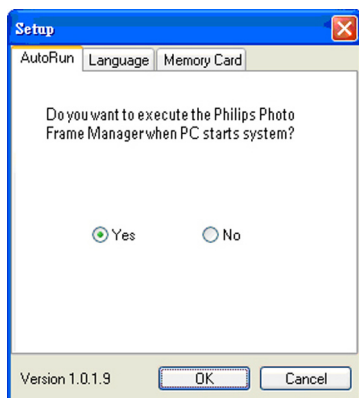 Setup
AutoRun Language Memory Card
Do you want to execute the Philips Photo
Frame Manager when PC starts system?
Yes No
Version 1.0.1.9 OK Cancel